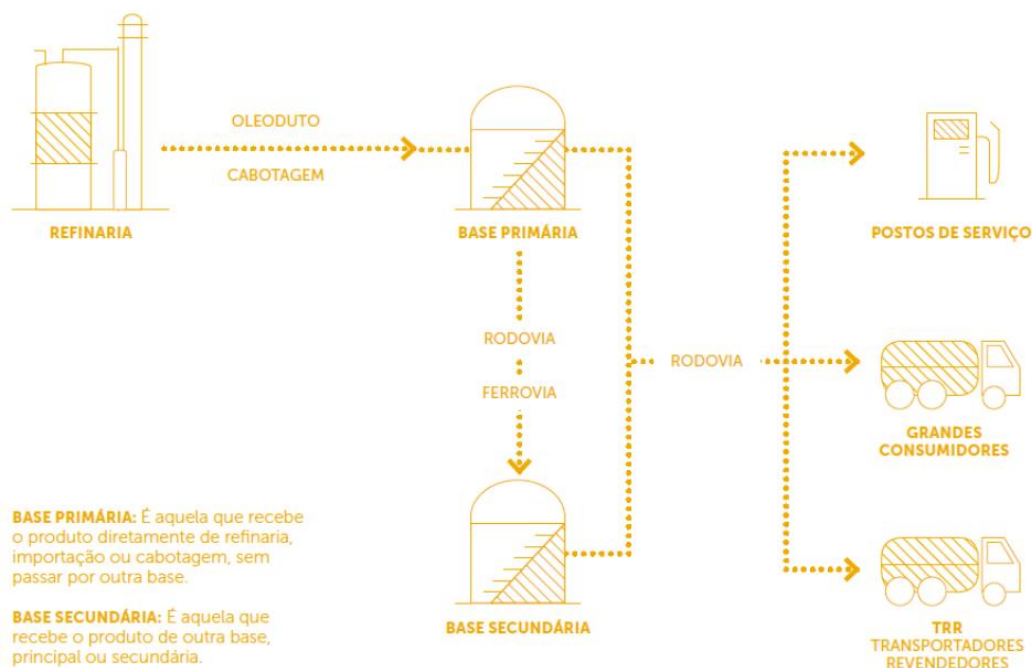 OLEODUTO
CABOTAGEM
REFINARIA
BASE PRIMÁRIA
POSTOS DE SERVIÇO
RODOVIA
FERROVIA
RODOVIA
GRANDES
CONSUMIDORES
BASE PRIMÁRIA: É aquela que recebe
o produto diretamente de refinaria,
importação ou cabotagem, sem
passar por outra base.
BASE SECUNDÁRIA: É aquela que
recebe o produto de outra base,
principal ou secundária.
BASE SECUNDÁRIA
TRR
TRANSPORTADORES
REVENDEDORES